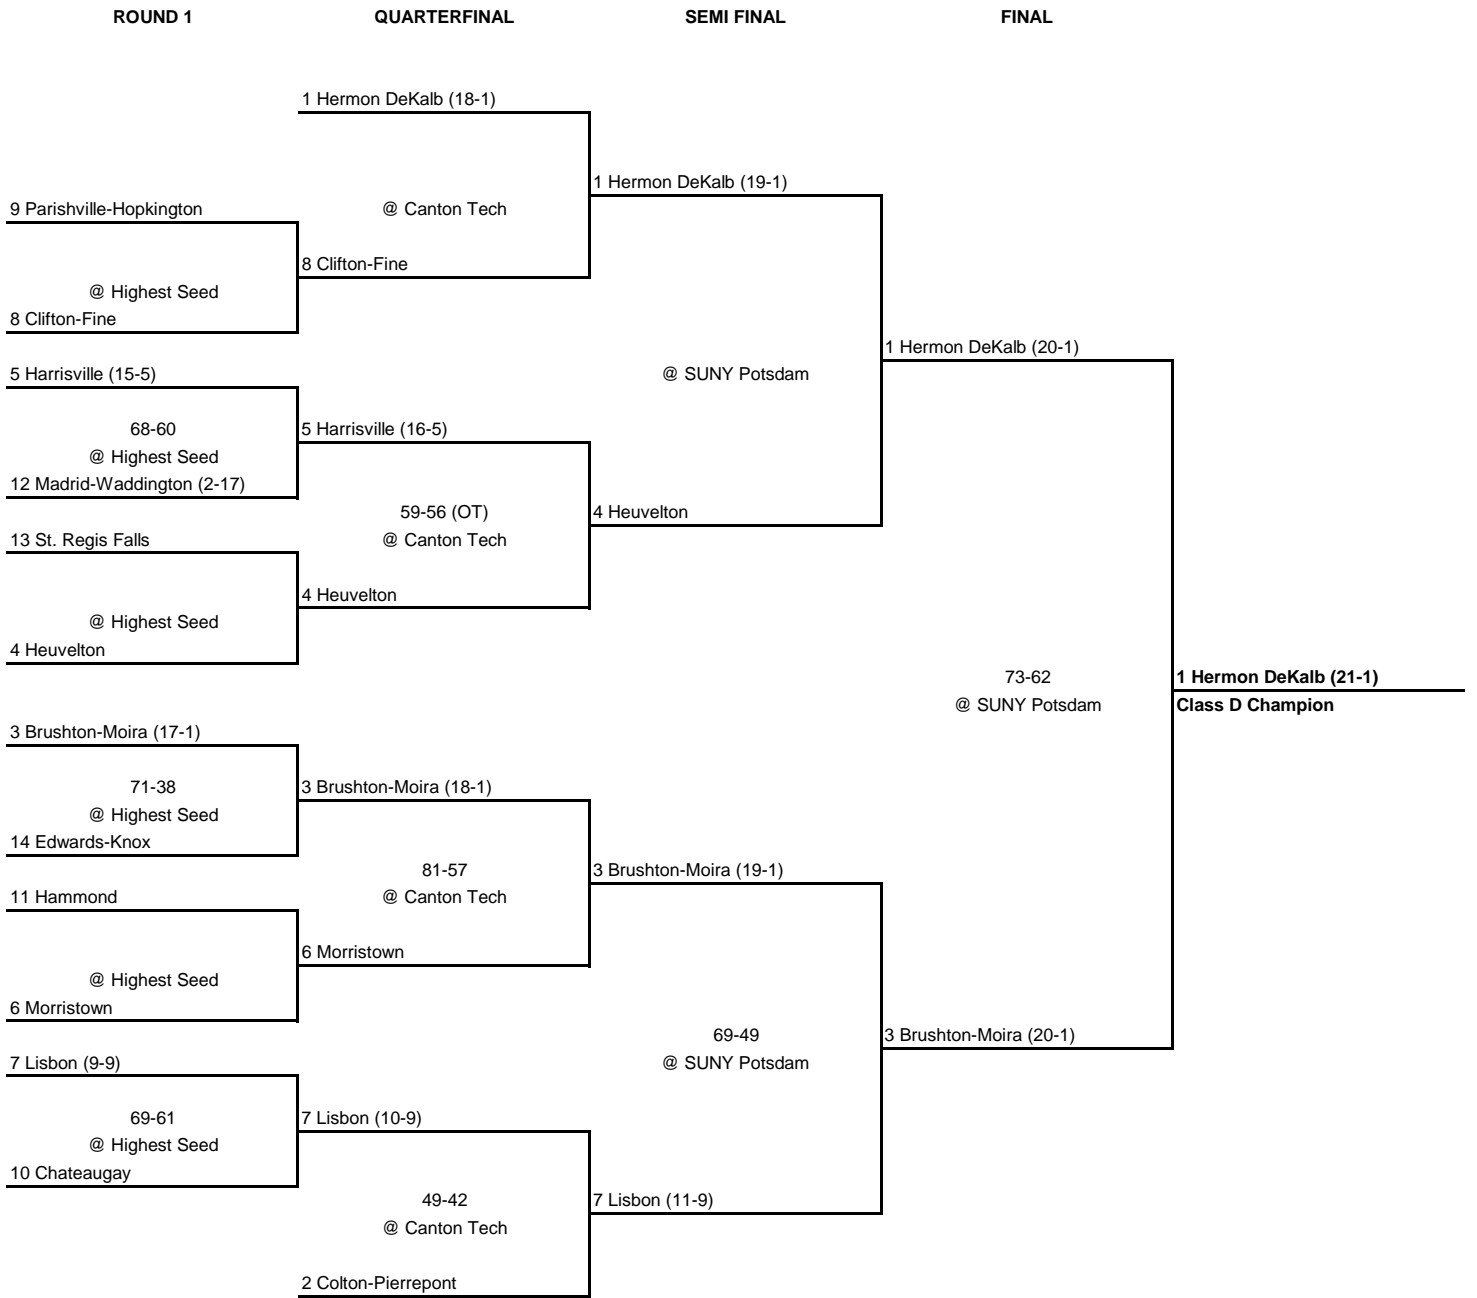 ROUND 1 QUARTERFINAL SEMI FINAL FINAL
1 Hermon DeKalb (18-1)
1 Hermon DeKalb (19-1)
9 Parishville-Hopkington @ Canton Tech
8 Clifton-Fine
@ Highest Seed
8 Clifton-Fine
1 Hermon DeKalb (20-1)
5 Harrisville (15-5) @ SUNY Potsdam
68-60 5 Harrisville (16-5)
@ Highest Seed
12 Madrid-Waddington (2-17)
59-56 (OT) 4 Heuvelton
13 St. Regis Falls @ Canton Tech
4 Heuvelton
@ Highest Seed
4 Heuvelton
73-62 1 Hermon DeKalb (21-1)
@ SUNY Potsdam Class D Champion
3 Brushton-Moira (17-1)
71-38 3 Brushton-Moira (18-1)
@ Highest Seed
14 Edwards-Knox
81-57 3 Brushton-Moira (19-1)
11 Hammond @ Canton Tech
6 Morristown
@ Highest Seed
6 Morristown
69-49 3 Brushton-Moira (20-1)
7 Lisbon (9-9) @ SUNY Potsdam
69-61 7 Lisbon (10-9)
@ Highest Seed
10 Chateaugay
49-42 7 Lisbon (11-9)
@ Canton Tech
2 Colton-Pierrepont